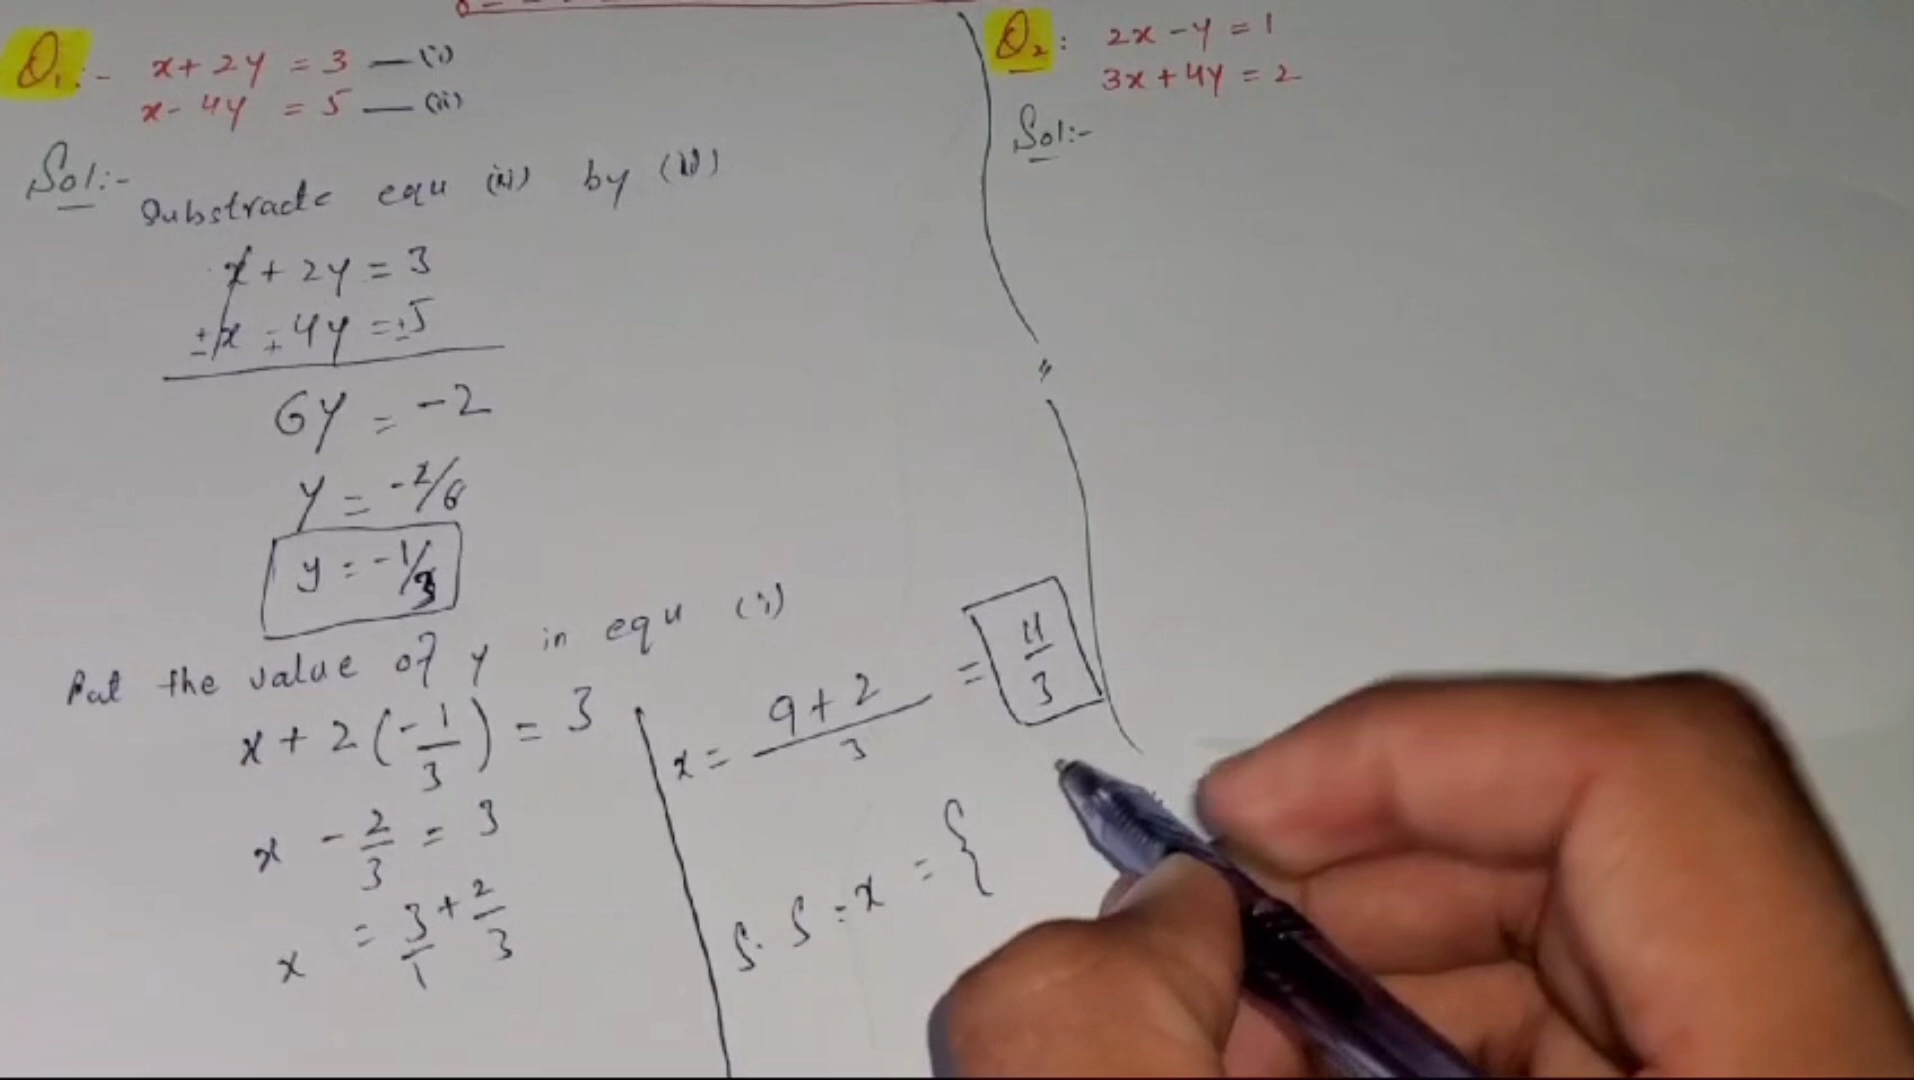 Q1:- x + 2y = 3 — (i)
x - 4y = 5 — (ii)
Sol:-
Substracte equ (ii) by (i)
x + 2y = 3
± x ∓ 4y = ± 5
6y = -2
y = -2/6
y = -1/3
Put the value of y in equ (i)
x + 2 (-1/3) = 3
x - 2/3 = 3
x = 3/1 + 2/3
x = 9+2/3 = 11/3
S.S = x = {
Q2: 2x - y = 1
3x + 4y = 2
Sol:-